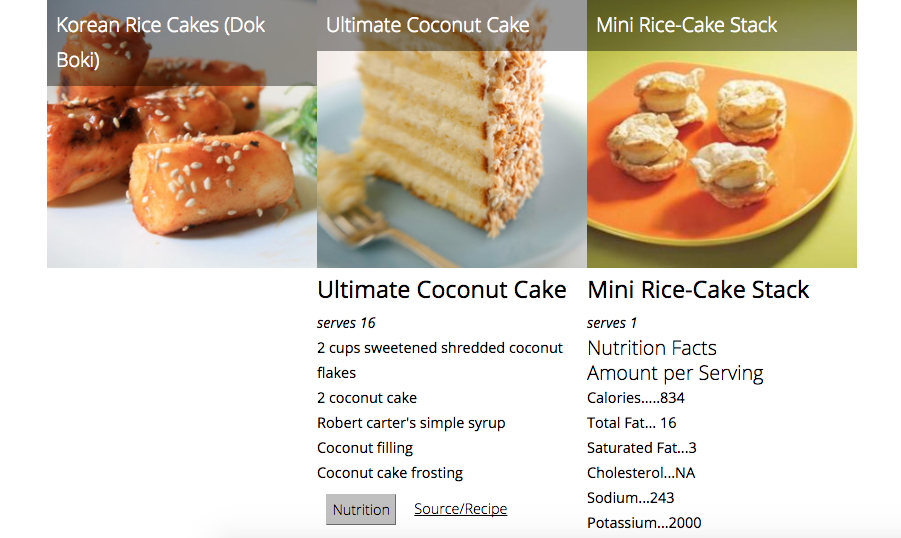 Korean Rice Cakes (Dok
Boki)
Ultimate Coconut Cake
Mini Rice-Cake Stack
Ultimate Coconut Cake
serves 16
2 cups sweetened shredded coconut
flakes
2 coconut cake
Robert carter's simple syrup
Coconut filling
Coconut cake frosting
Nutrition
Source/Recipe
Mini Rice-Cake Stack
serves 1
Nutrition Facts
Amount per Serving
Calories.....834
Total Fat... 16
Saturated Fat...3
Cholesterol...NA
Sodium...243
Potassium...2000